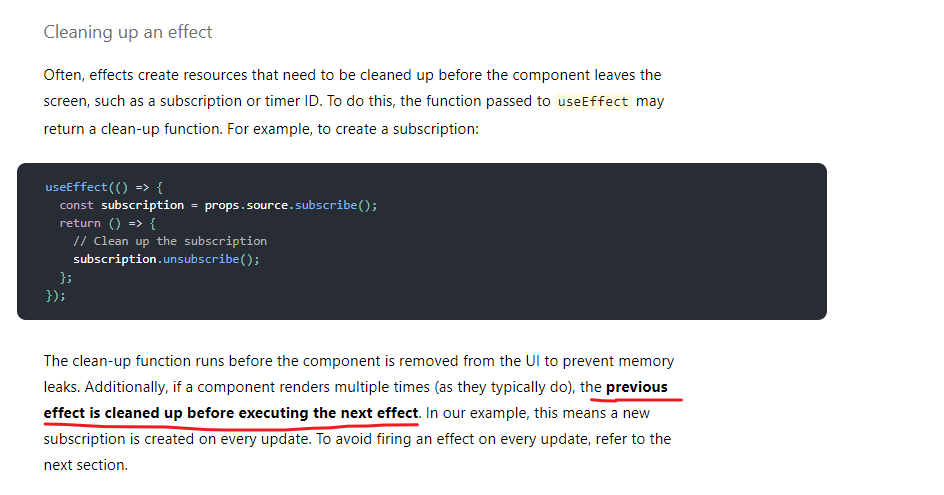 Cleaning up an effect
Often, effects create resources that need to be cleaned up before the component leaves the
screen, such as a subscription or timer ID. To do this, the function passed to useEffect may
return a clean-up function. For example, to create a subscription:
useEffect(() => {
  const subscription = props.source.subscribe();
  return () => {
    // Clean up the subscription
    subscription.unsubscribe();
  };
});
The clean-up function runs before the component is removed from the UI to prevent memory
leaks. Additionally, if a component renders multiple times (as they typically do), the previous
effect is cleaned up before executing the next effect. In our example, this means a new
subscription is created on every update. To avoid firing an effect on every update, refer to the
next section.